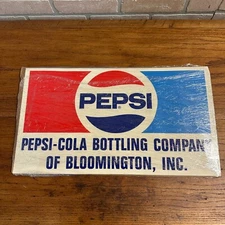 PEPSI
PEPSI-COLA BOTTLING COMPANY
OF BLOOMINGTON, INC.